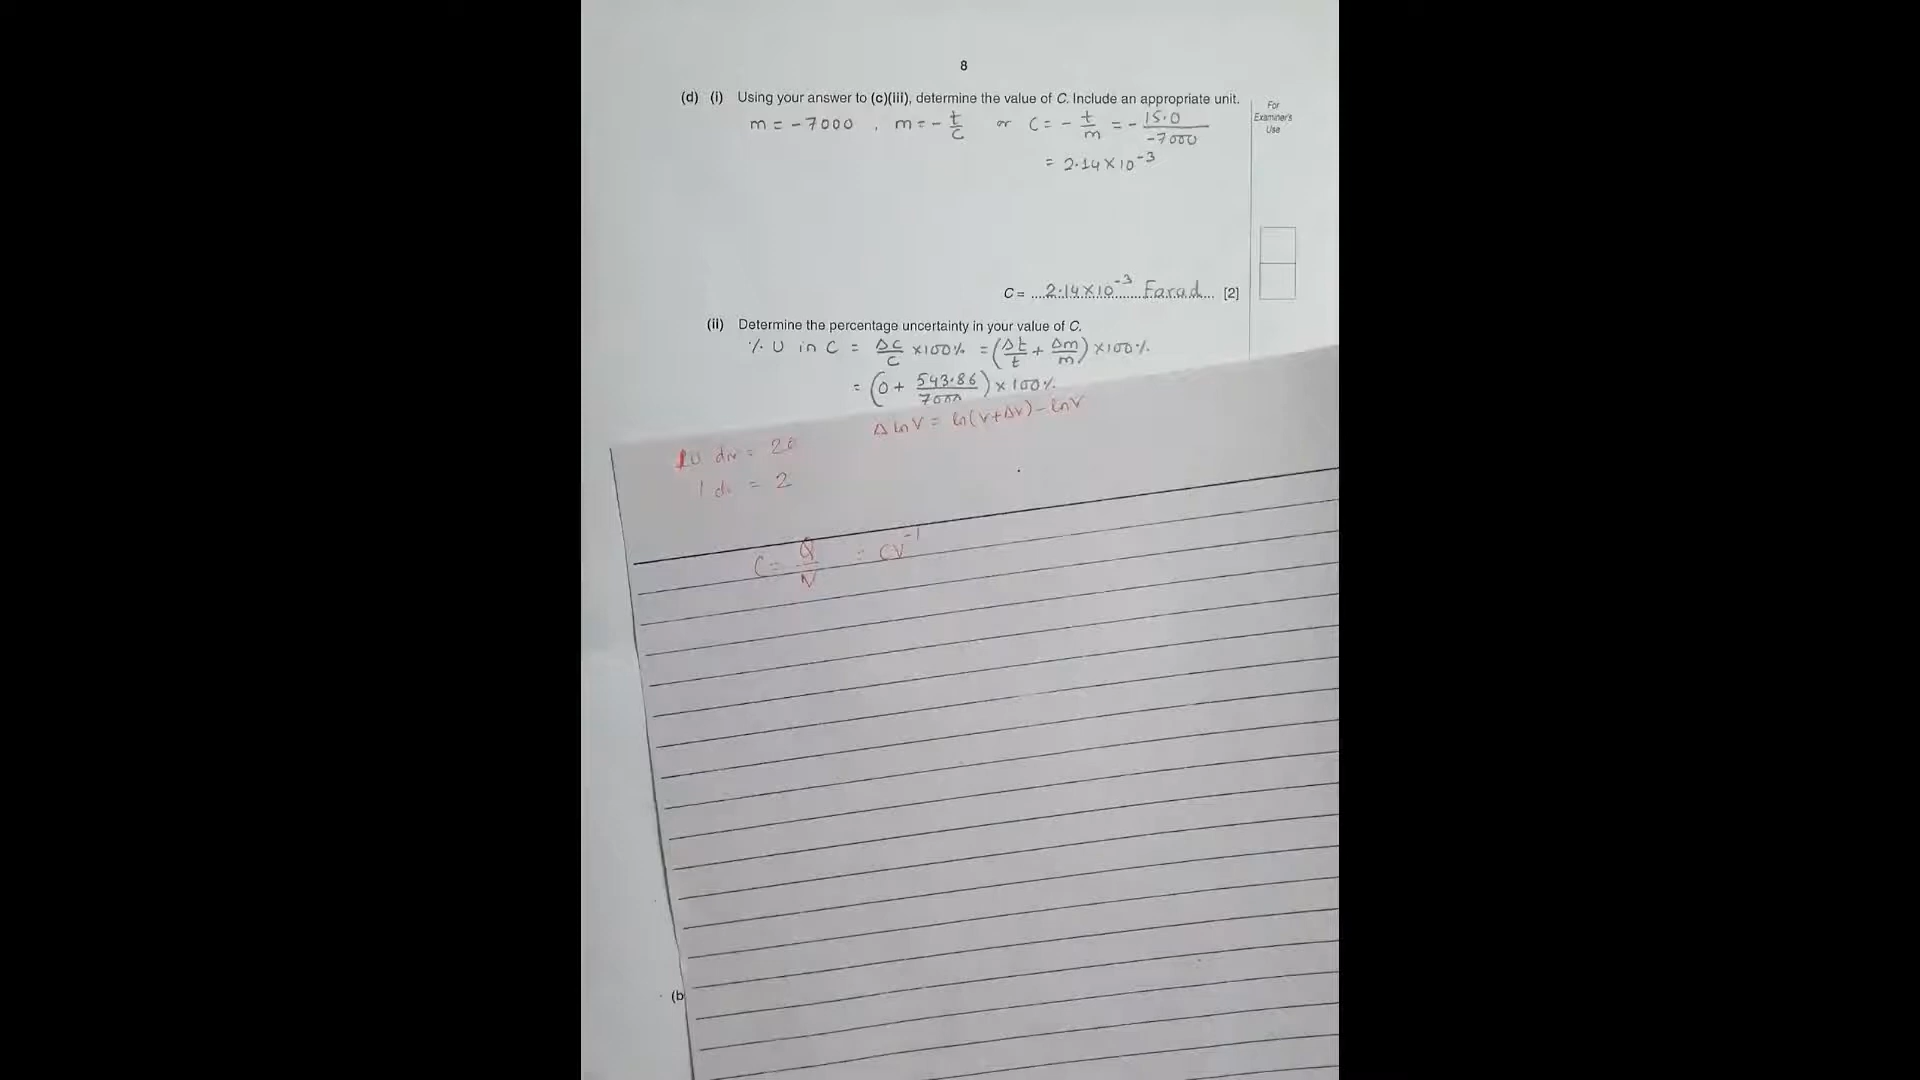 8
(d) (i) Using your answer to (c)(iii), determine the value of C. Include an appropriate unit.
For
Examiner's
Use
m = -7000 , m = - t/C or C = - t/m = - 15.0/-7000
= 2.14 × 10^-3
C = ....2.14×10^-3 Farad.... [2]
(ii) Determine the percentage uncertainty in your value of C.
% U in C = ΔC/C ×100% = (Δt/t + Δm/m) ×100%
= (0 + 543.86/7000) × 100%
Δ ln V = ln(V+ΔV) - ln V
10 div = 20
1 di = 2
C = Q/V = CV^-1
(b